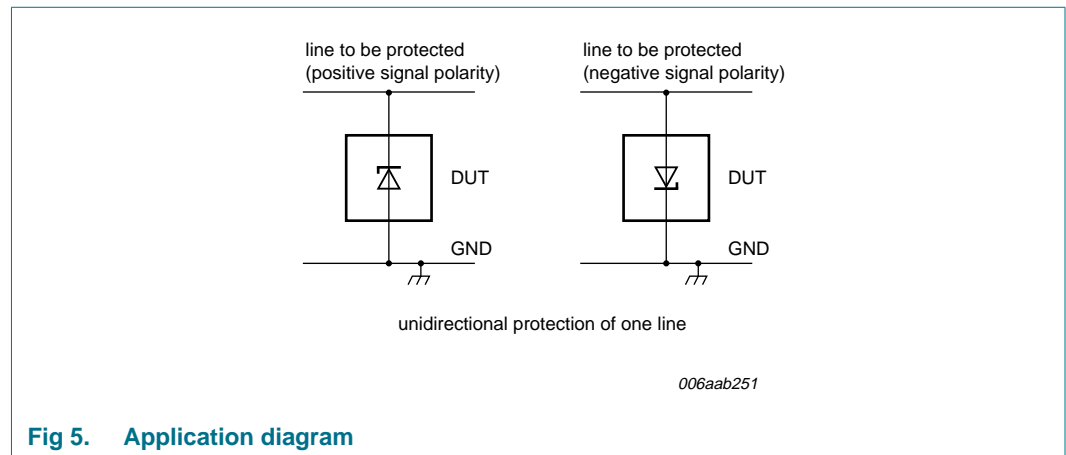 line to be protected
(positive signal polarity)
DUT
GND
line to be protected
(negative signal polarity)
DUT
GND
unidirectional protection of one line
006aab251
Fig 5. Application diagram